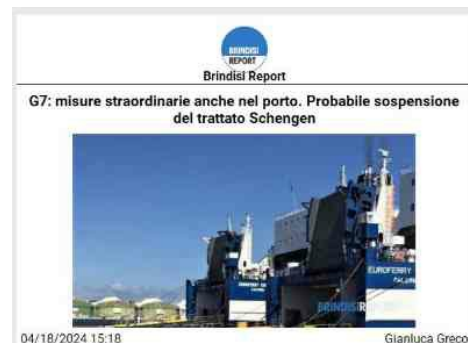 BRINDISI
REPORT
Brindisi Report
G7: misure straordinarie anche nel porto. Probabile sospensione
del trattato Schengen
EUROFERRY
BRINDISIREPORT
04/18/2024 15:18
Gianluca Greco